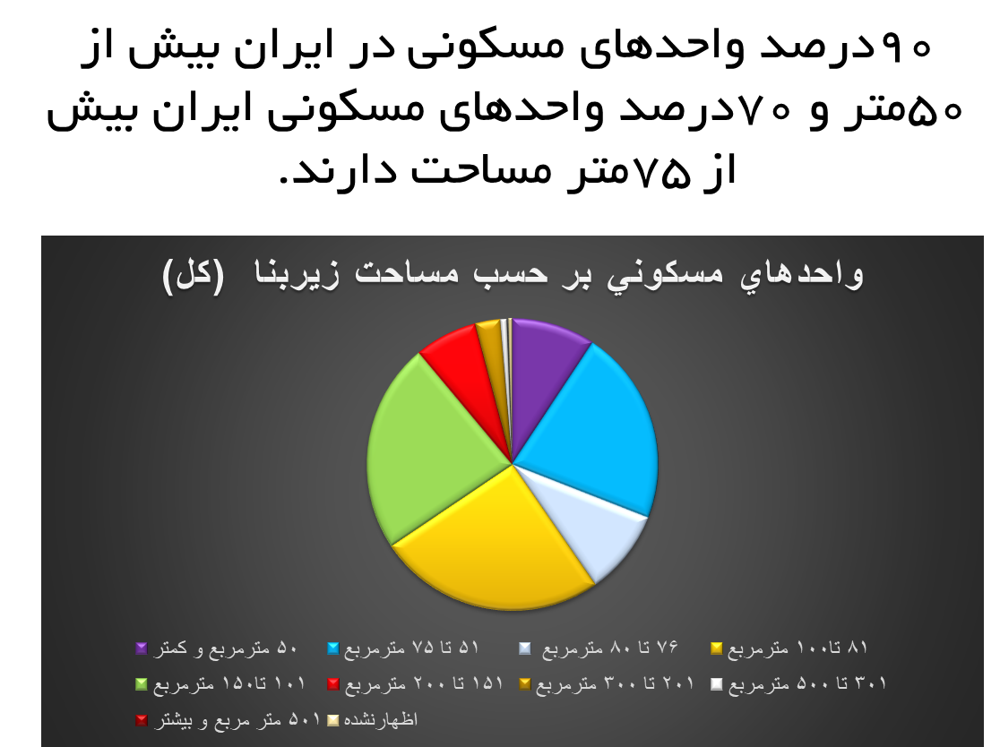 ۹۰درصد واحدهای مسکونی در ایران بیش از
۵۰متر و ۷۰درصد واحدهای مسکونی ایران بیش
از ۷۵متر مساحت دارند.
واحدهاي مسكوني بر حسب مساحت زيربنا (كل)
۵۰ مترمربع و کمتر
۵۱ تا ۷۵ مترمربع
۷۶ تا ۸۰ مترمربع
۸۱ تا۱۰۰ مترمربع
۱۰۱ تا۱۵۰ مترمربع
۱۵۱ تا ۲۰۰ مترمربع
۲۰۱ تا ۳۰۰ مترمربع
۳۰۱ تا ۵۰۰ مترمربع
۵۰۱ متر مربع و بیشتر
اظهارنشده